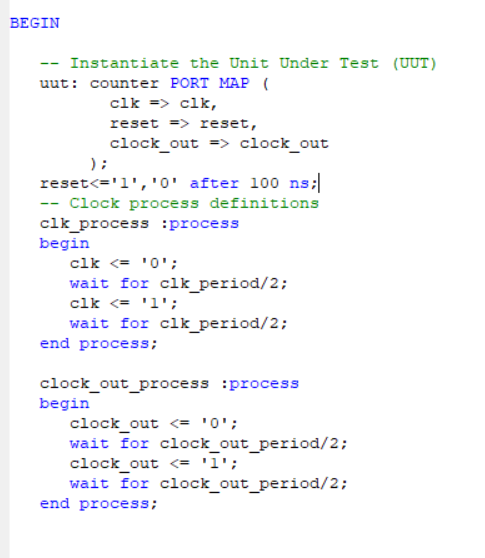 BEGIN
-- Instantiate the Unit Under Test (UUT)
uut: counter PORT MAP (
clk => clk,
reset => reset,
clock_out => clock_out
);
reset<='1','0' after 100 ns;
-- Clock process definitions
clk_process :process
begin
clk <= '0';
wait for clk_period/2;
clk <= '1';
wait for clk_period/2;
end process;
clock_out_process :process
begin
clock_out <= '0';
wait for clock_out_period/2;
clock_out <= '1';
wait for clock_out_period/2;
end process;